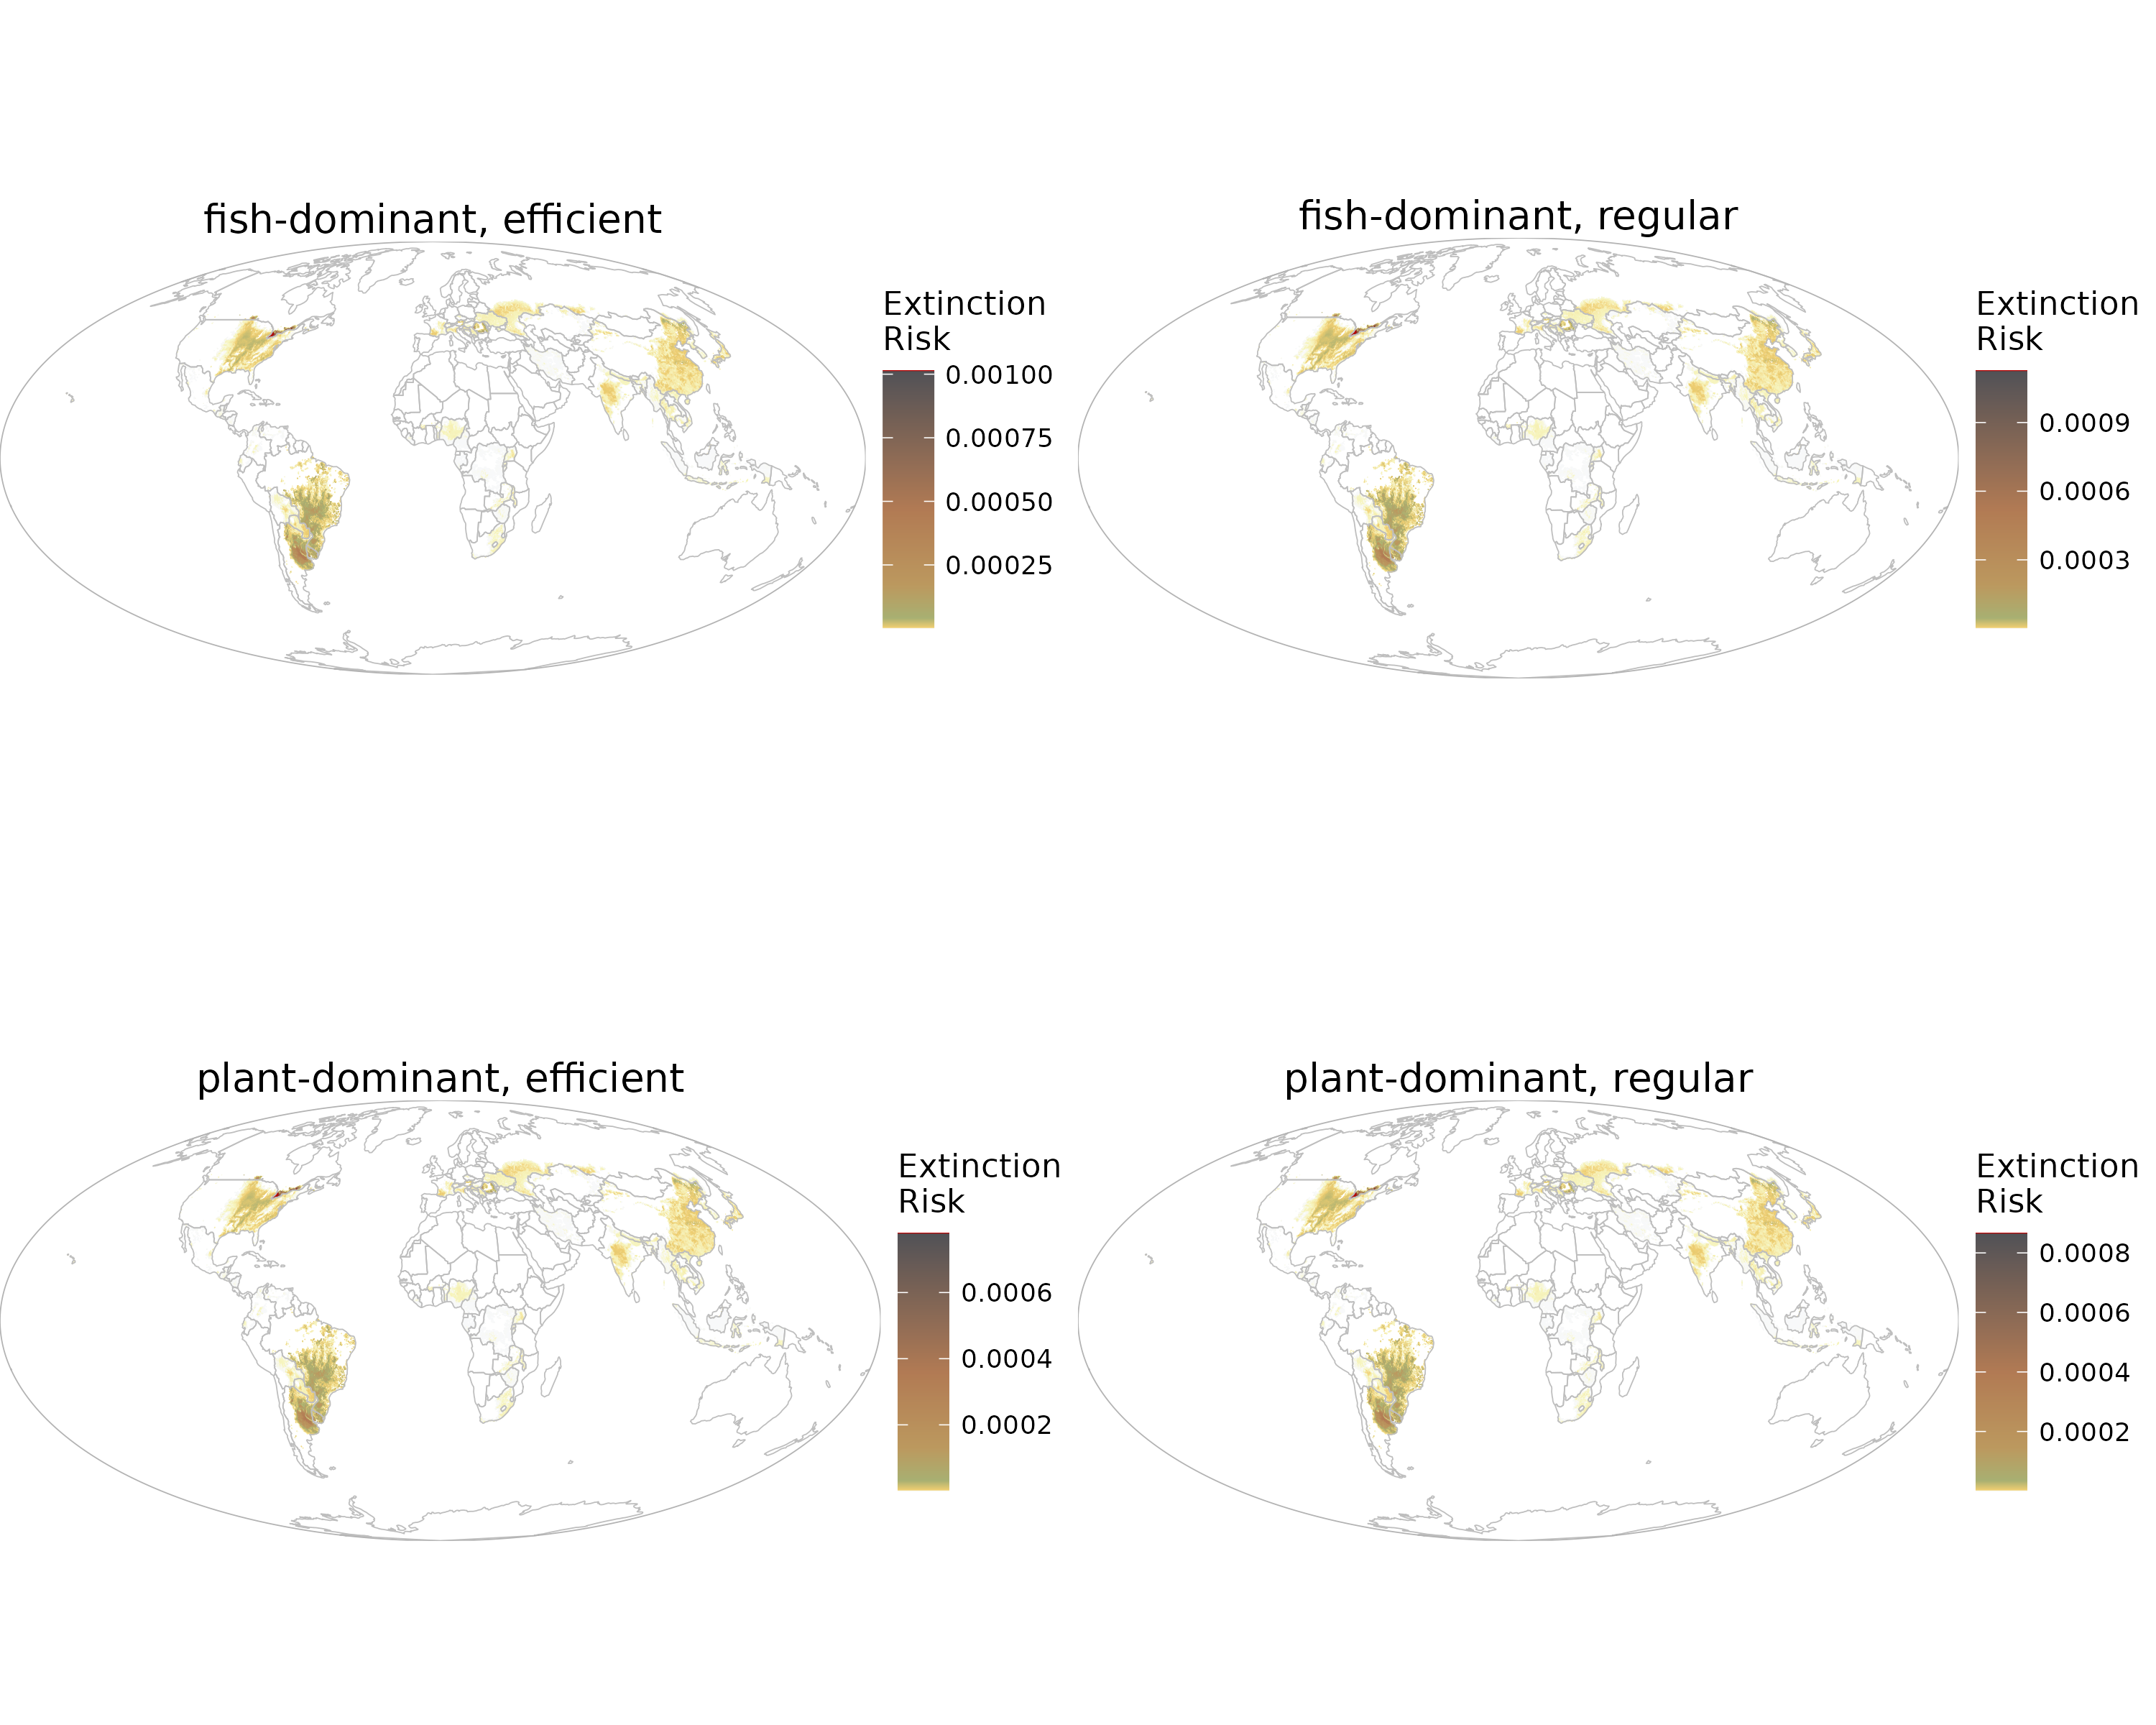 fish-dominant, efficient
Extinction
Risk
0.00100
0.00075
0.00050
0.00025
fish-dominant, regular
Extinction
Risk
0.0009
0.0006
0.0003
plant-dominant, efficient
Extinction
Risk
0.0006
0.0004
0.0002
plant-dominant, regular
Extinction
Risk
0.0008
0.0006
0.0004
0.0002